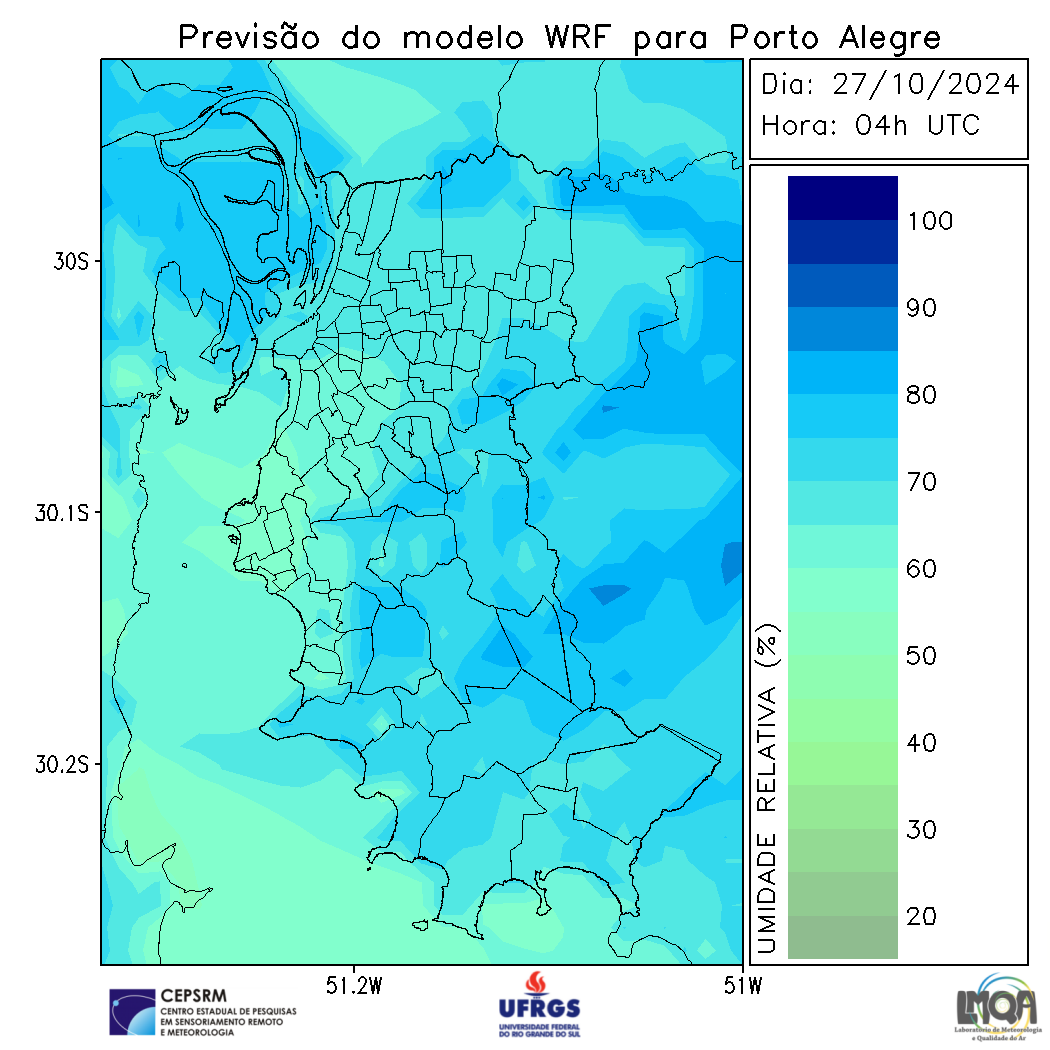 Previsão do modelo WRF para Porto Alegre
Dia: 27/10/2024
Hora: 04h UTC
30S
30.1S
30.2S
51.2W
51W
UMIDADE RELATIVA (%)
100
90
80
70
60
50
40
30
20
CEPSRM
CENTRO ESTADUAL DE PESQUISAS
EM SENSORIAMENTO REMOTO
E METEOROLOGIA
UFRGS
UNIVERSIDADE FEDERAL
DO RIO GRANDE DO SUL
LMQA
Laboratório de Meteorologia
e Qualidade do Ar